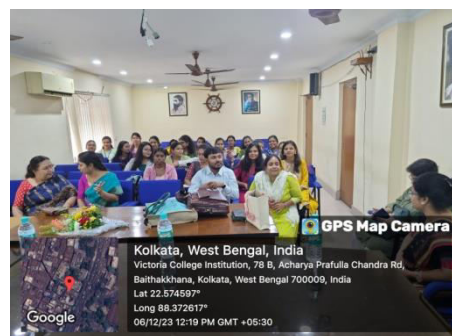 GPS Map Camera
Kolkata, West Bengal, India
Victoria College Institution, 78 B, Acharya Prafulla Chandra Rd,
Baithakkhana, Kolkata, West Bengal 700009, India
Lat 22.574597°
Long 88.372617°
06/12/23 12:19 PM GMT +05:30
Google